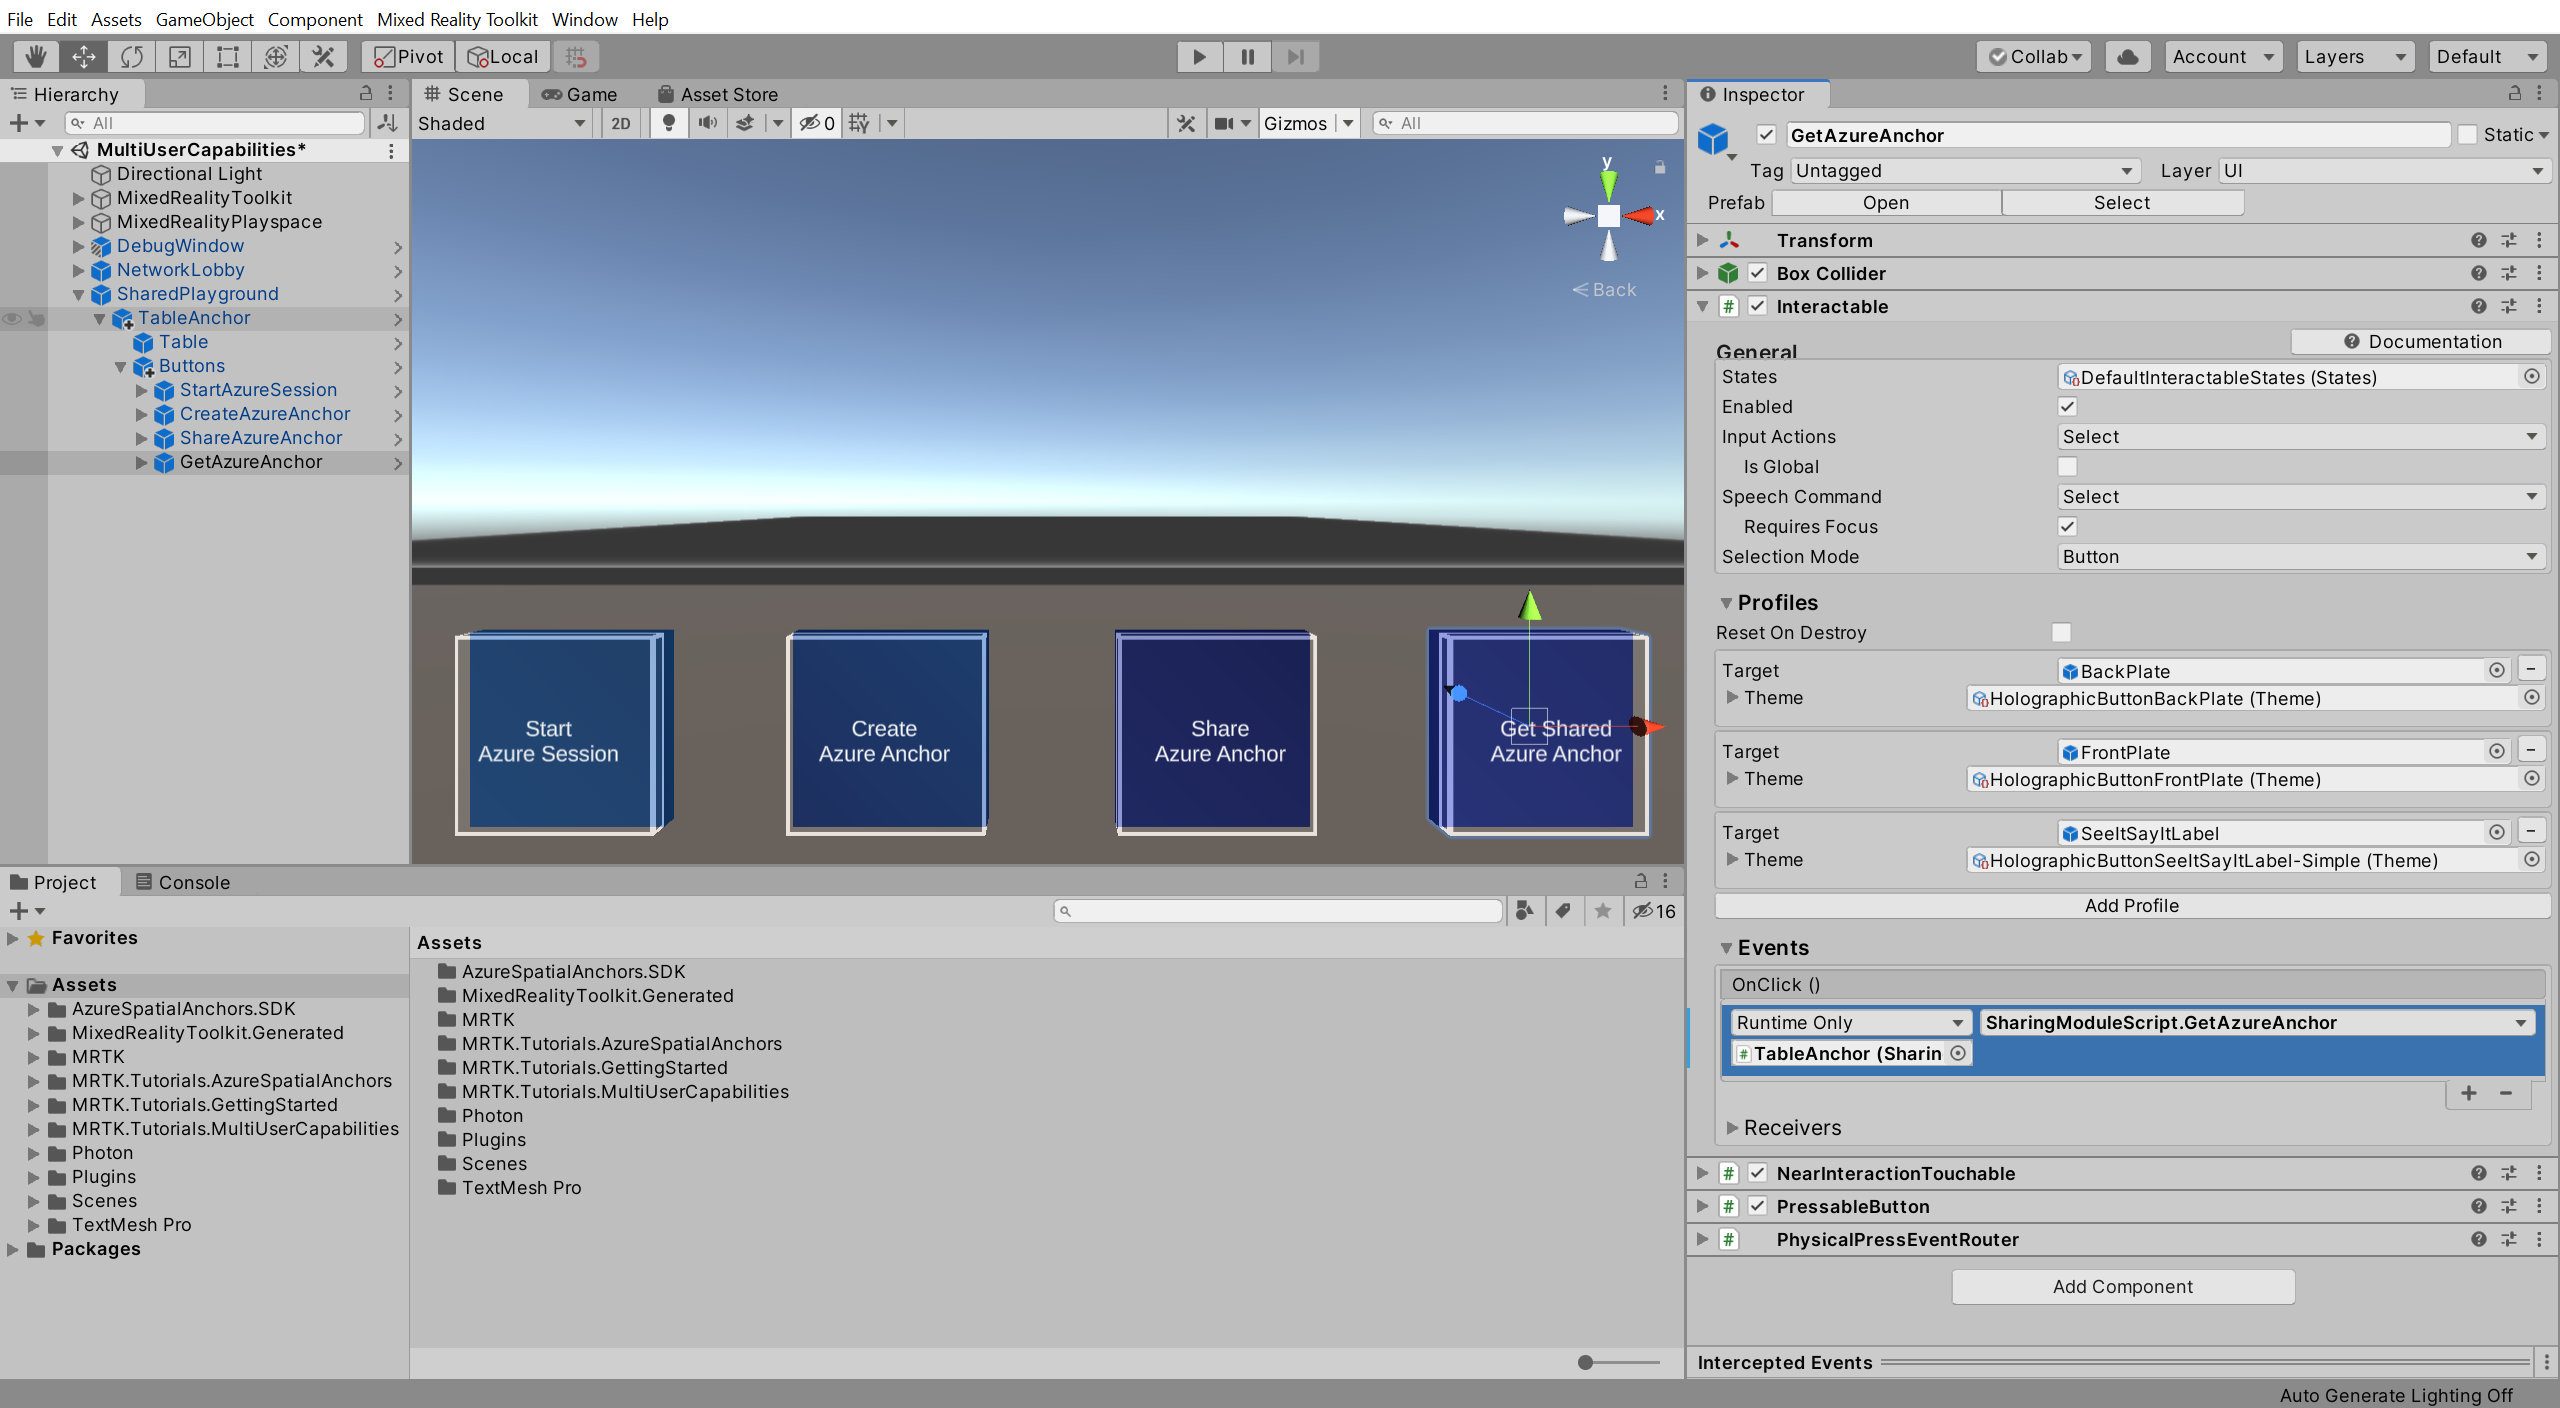 File Edit Assets GameObject Component Mixed Reality Toolkit Window Help
Pivot Local Collab Account Layers Default
Hierarchy
All
MultiUserCapabilities*
Directional Light
MixedRealityToolkit
MixedRealityPlayspace
DebugWindow
NetworkLobby
SharedPlayground
TableAnchor
Table
Buttons
StartAzureSession
CreateAzureAnchor
ShareAzureAnchor
GetAzureAnchor
Scene Game Asset Store
Shaded 2D 0 Gizmos All
y
x
Back
Start
Azure Session
Create
Azure Anchor
Share
Azure Anchor
Get Shared
Azure Anchor
Project Console
16
Favorites
Assets
AzureSpatialAnchors.SDK
MixedRealityToolkit.Generated
MRTK
MRTK.Tutorials.AzureSpatialAnchors
MRTK.Tutorials.GettingStarted
MRTK.Tutorials.MultiUserCapabilities
Photon
Plugins
Scenes
TextMesh Pro
Packages
Assets
AzureSpatialAnchors.SDK
MixedRealityToolkit.Generated
MRTK
MRTK.Tutorials.AzureSpatialAnchors
MRTK.Tutorials.GettingStarted
MRTK.Tutorials.MultiUserCapabilities
Photon
Plugins
Scenes
TextMesh Pro
Inspector
GetAzureAnchor Static
Tag Untagged Layer UI
Prefab Open Select
Transform
Box Collider
Interactable
Documentation
General
States DefaultInteractableStates (States)
Enabled
Input Actions Select
Is Global
Speech Command Select
Requires Focus
Selection Mode Button
Profiles
Reset On Destroy
Target BackPlate
Theme HolographicButtonBackPlate (Theme)
Target FrontPlate
Theme HolographicButtonFrontPlate (Theme)
Target SeeItSayItLabel
Theme HolographicButtonSeeItSayItLabel-Simple (Theme)
Add Profile
Events
OnClick ()
Runtime Only SharingModuleScript.GetAzureAnchor
TableAnchor (Sharin
Receivers
NearInteractionTouchable
PressableButton
PhysicalPressEventRouter
Add Component
Intercepted Events
Auto Generate Lighting Off